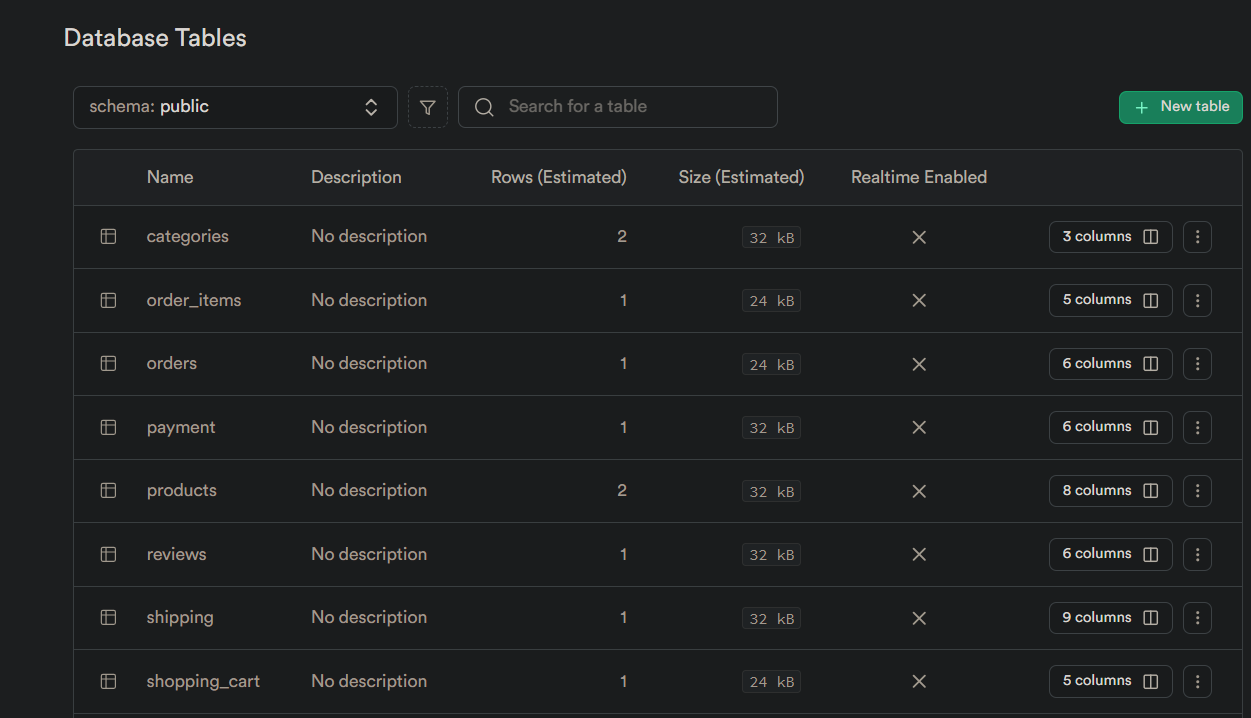 Database Tables
schema: public
Search for a table
New table
Name Description Rows (Estimated) Size (Estimated) Realtime Enabled
categories No description 2 32 kB 3 columns
order_items No description 1 24 kB 5 columns
orders No description 1 24 kB 6 columns
payment No description 1 32 kB 6 columns
products No description 2 32 kB 8 columns
reviews No description 1 32 kB 6 columns
shipping No description 1 32 kB 9 columns
shopping_cart No description 1 24 kB 5 columns